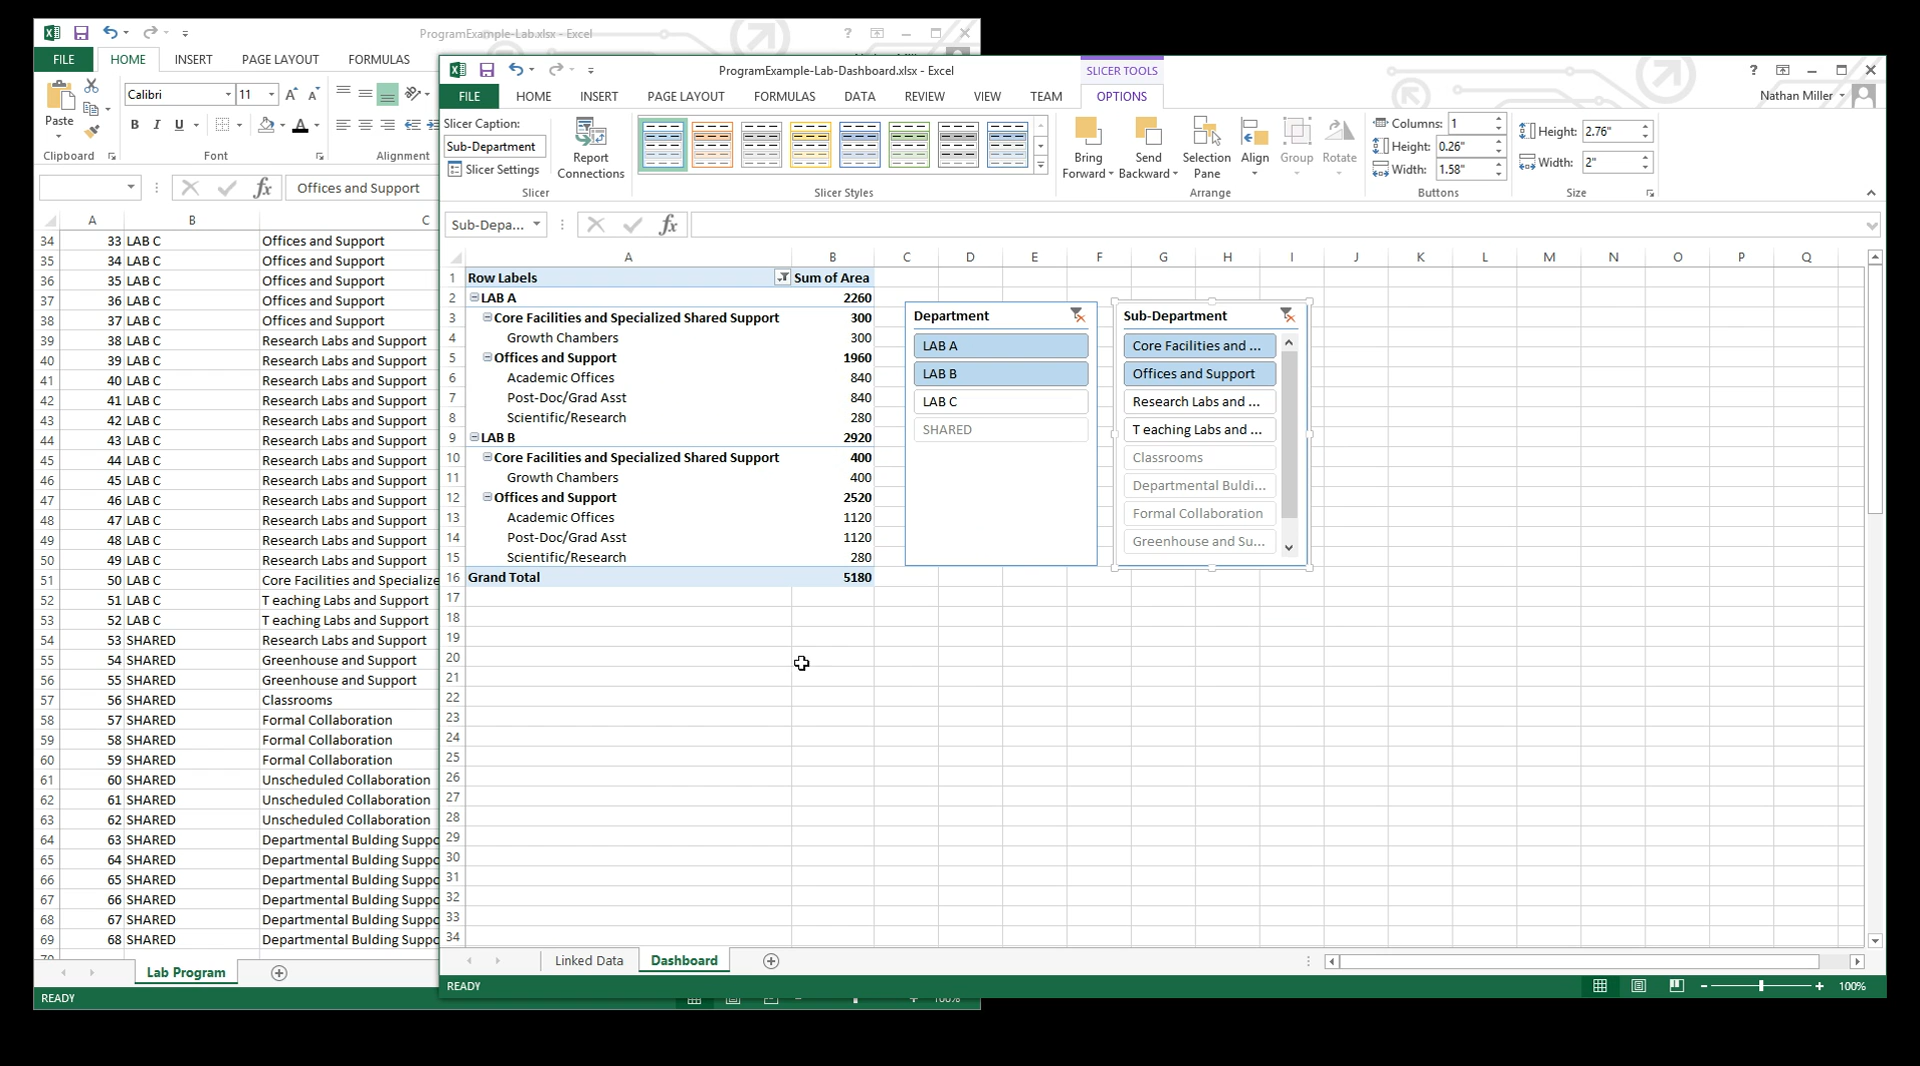 ProgramExample-Lab.xlsx - Excel
?
FILE HOME INSERT PAGE LAYOUT FORMULAS
Paste
Calibri 11
B I U A
Clipboard Font Alignment
fx Offices and Support
A B C
34 33 LAB C Offices and Support
35 34 LAB C Offices and Support
36 35 LAB C Offices and Support
37 36 LAB C Offices and Support
38 37 LAB C Offices and Support
39 38 LAB C Research Labs and Support
40 39 LAB C Research Labs and Support
41 40 LAB C Research Labs and Support
42 41 LAB C Research Labs and Support
43 42 LAB C Research Labs and Support
44 43 LAB C Research Labs and Support
45 44 LAB C Research Labs and Support
46 45 LAB C Research Labs and Support
47 46 LAB C Research Labs and Support
48 47 LAB C Research Labs and Support
49 48 LAB C Research Labs and Support
50 49 LAB C Research Labs and Support
51 50 LAB C Core Facilities and Specialize
52 51 LAB C T eaching Labs and Support
53 52 LAB C T eaching Labs and Support
54 53 SHARED Research Labs and Support
55 54 SHARED Greenhouse and Support
56 55 SHARED Greenhouse and Support
57 56 SHARED Classrooms
58 57 SHARED Formal Collaboration
59 58 SHARED Formal Collaboration
60 59 SHARED Formal Collaboration
61 60 SHARED Unscheduled Collaboration
62 61 SHARED Unscheduled Collaboration
63 62 SHARED Unscheduled Collaboration
64 63 SHARED Departmental Bulding Suppo
65 64 SHARED Departmental Bulding Suppo
66 65 SHARED Departmental Bulding Suppo
67 66 SHARED Departmental Bulding Suppo
68 67 SHARED Departmental Bulding Suppo
69 68 SHARED Departmental Bulding Suppo
Lab Program
READY
ProgramExample-Lab-Dashboard.xlsx - Excel SLICER TOOLS ?
FILE HOME INSERT PAGE LAYOUT FORMULAS DATA REVIEW VIEW TEAM OPTIONS Nathan Miller
Slicer Caption:
Sub-Department
Slicer Settings
Report
Connections
Bring
Forward
Send
Backward
Selection
Pane
Align
Group
Rotate
Columns: 1
Height: 0.26"
Width: 1.58"
Height: 2.76"
Width: 2"
Slicer Slicer Styles Arrange Buttons Size
Sub-Depa... fx
A B C D E F G H I J K L M N O P Q
1 Row Labels Sum of Area
2 LAB A 2260
3 Core Facilities and Specialized Shared Support 300
4 Growth Chambers 300
5 Offices and Support 1960
6 Academic Offices 840
7 Post-Doc/Grad Asst 840
8 Scientific/Research 280
9 LAB B 2920
10 Core Facilities and Specialized Shared Support 400
11 Growth Chambers 400
12 Offices and Support 2520
13 Academic Offices 1120
14 Post-Doc/Grad Asst 1120
15 Scientific/Research 280
16 Grand Total 5180
17
18
19
20
21
22
23
24
25
26
27
28
29
30
31
32
33
34
Department
LAB A
LAB B
LAB C
SHARED
Sub-Department
Core Facilities and ...
Offices and Support
Research Labs and ...
T eaching Labs and ...
Classrooms
Departmental Buldi...
Formal Collaboration
Greenhouse and Su...
Linked Data Dashboard
READY 100%